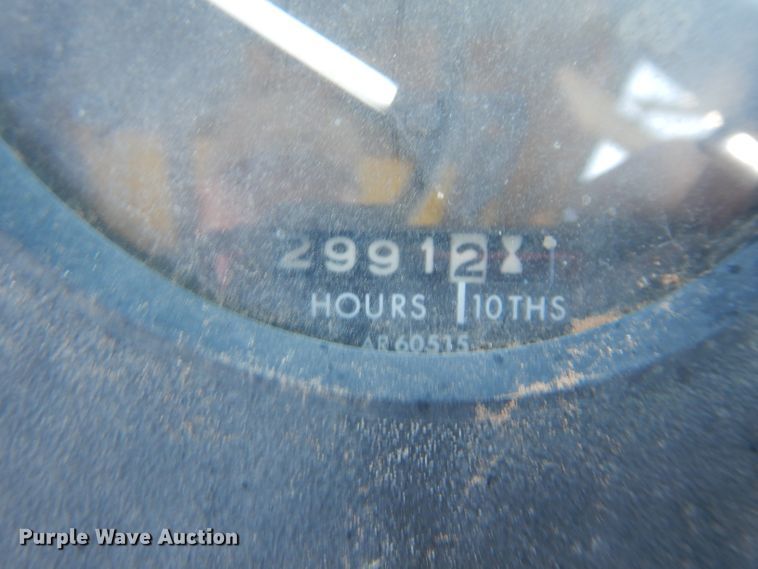 29912
HOURS 10THS
AR60515
Purple Wave Auction